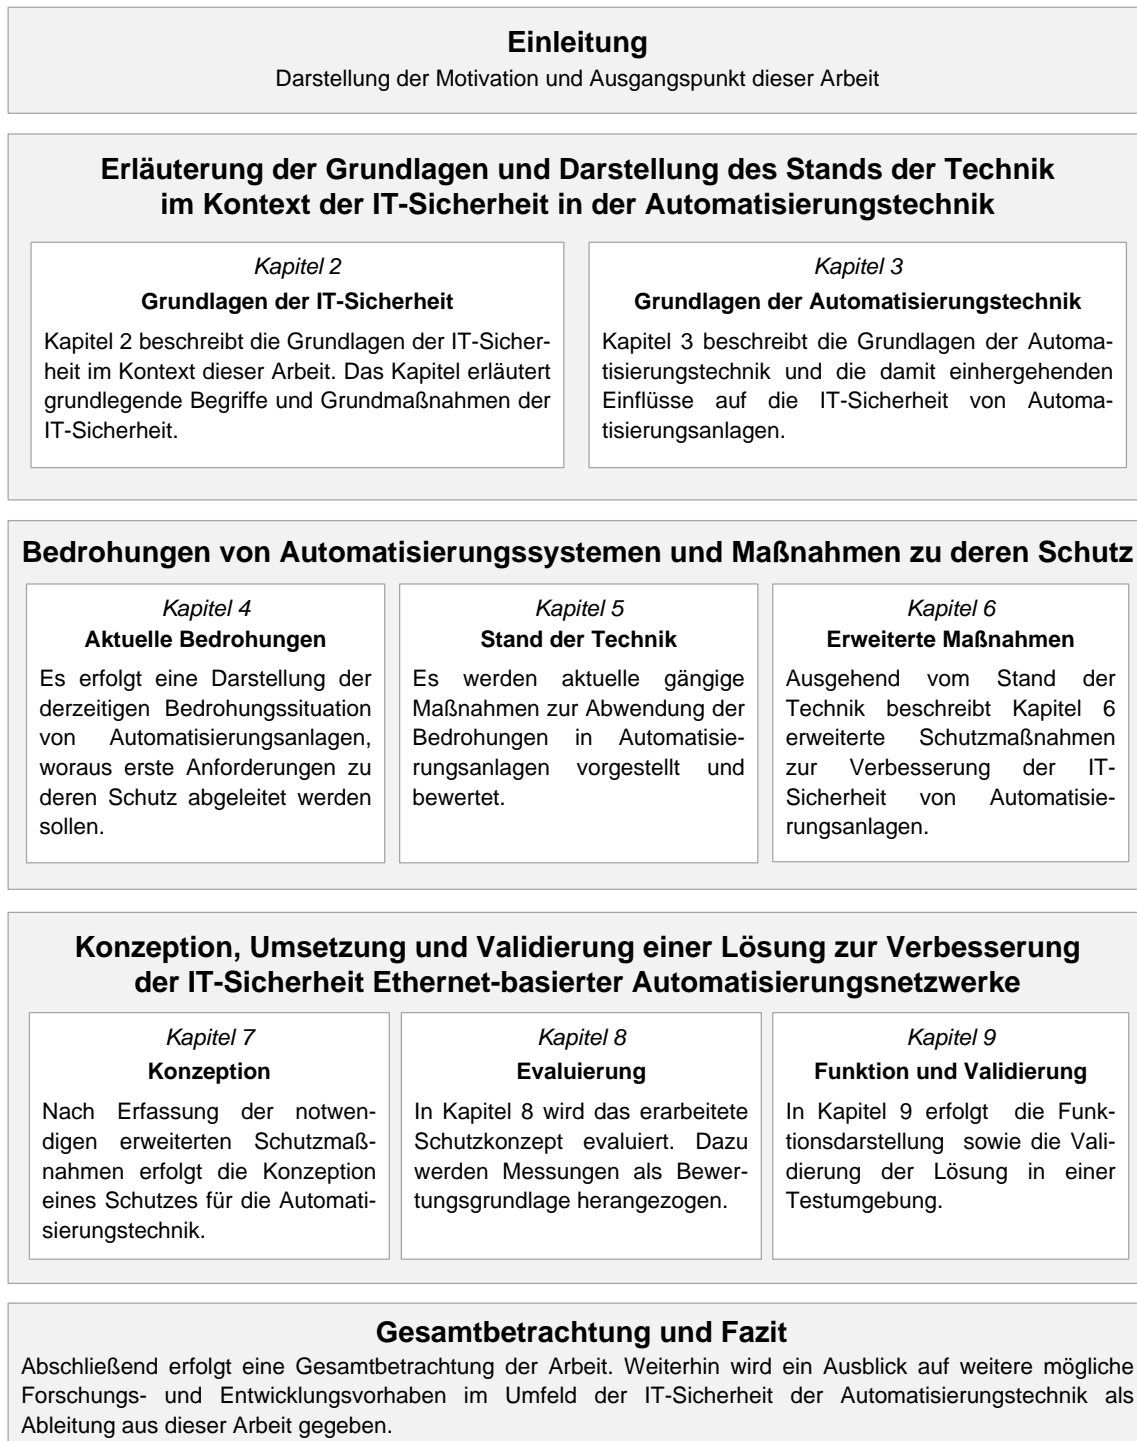 Einleitung
Darstellung der Motivation und Ausgangspunkt dieser Arbeit
Erläuterung der Grundlagen und Darstellung des Stands der Technik
im Kontext der IT-Sicherheit in der Automatisierungstechnik
Kapitel 2
Grundlagen der IT-Sicherheit
Kapitel 2 beschreibt die Grundlagen der IT-Sicher-
heit im Kontext dieser Arbeit. Das Kapitel erläutert
grundlegende Begriffe und Grundmaßnahmen der
IT-Sicherheit.
Kapitel 3
Grundlagen der Automatisierungstechnik
Kapitel 3 beschreibt die Grundlagen der Automa-
tisierungstechnik und die damit einhergehenden
Einflüsse auf die IT-Sicherheit von Automa-
tisierungsanlagen.
Bedrohungen von Automatisierungssystemen und Maßnahmen zu deren Schutz
Kapitel 4
Aktuelle Bedrohungen
Es erfolgt eine Darstellung der
derzeitigen Bedrohungssituation
von Automatisierungsanlagen,
woraus erste Anforderungen zu
deren Schutz abgeleitet werden
sollen.
Kapitel 5
Stand der Technik
Es werden aktuelle gängige
Maßnahmen zur Abwendung der
Bedrohungen in Automatisie-
rungsanlagen vorgestellt und
bewertet.
Kapitel 6
Erweiterte Maßnahmen
Ausgehend vom Stand der
Technik beschreibt Kapitel 6
erweiterte Schutzmaßnahmen
zur Verbesserung der IT-
Sicherheit von Automatisie-
rungsanlagen.
Konzeption, Umsetzung und Validierung einer Lösung zur Verbesserung
der IT-Sicherheit Ethernet-basierter Automatisierungsnetzwerke
Kapitel 7
Konzeption
Nach Erfassung der notwen-
digen erweiterten Schutzmaß-
nahmen erfolgt die Konzeption
eines Schutzes für die Automati-
sierungstechnik.
Kapitel 8
Evaluierung
In Kapitel 8 wird das erarbeitete
Schutzkonzept evaluiert. Dazu
werden Messungen als Bewer-
tungsgrundlage herangezogen.
Kapitel 9
Funktion und Validierung
In Kapitel 9 erfolgt die Funk-
tionsdarstellung sowie die Vali-
dierung der Lösung in einer
Testumgebung.
Gesamtbetrachtung und Fazit
Abschließend erfolgt eine Gesamtbetrachtung der Arbeit. Weiterhin wird ein Ausblick auf weitere mögliche
Forschungs- und Entwicklungsvorhaben im Umfeld der IT-Sicherheit der Automatisierungstechnik als
Ableitung aus dieser Arbeit gegeben.